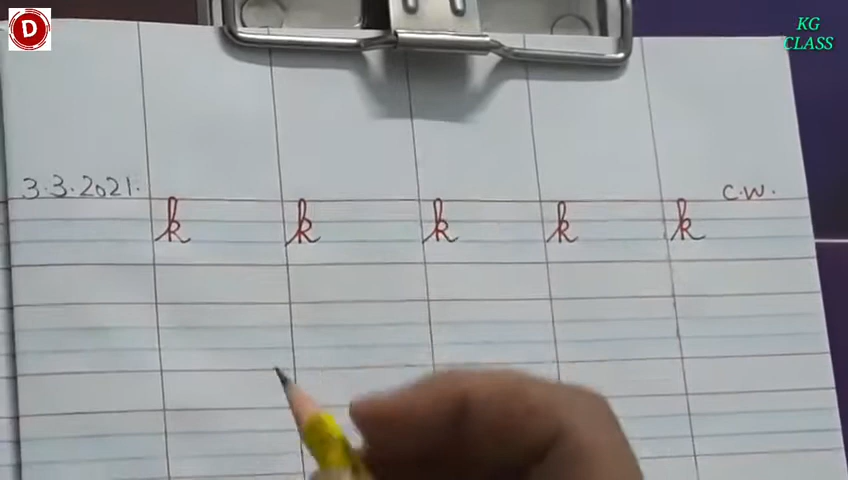 D
KG
CLASS
3.3.2021.
C.W.
k k k k k